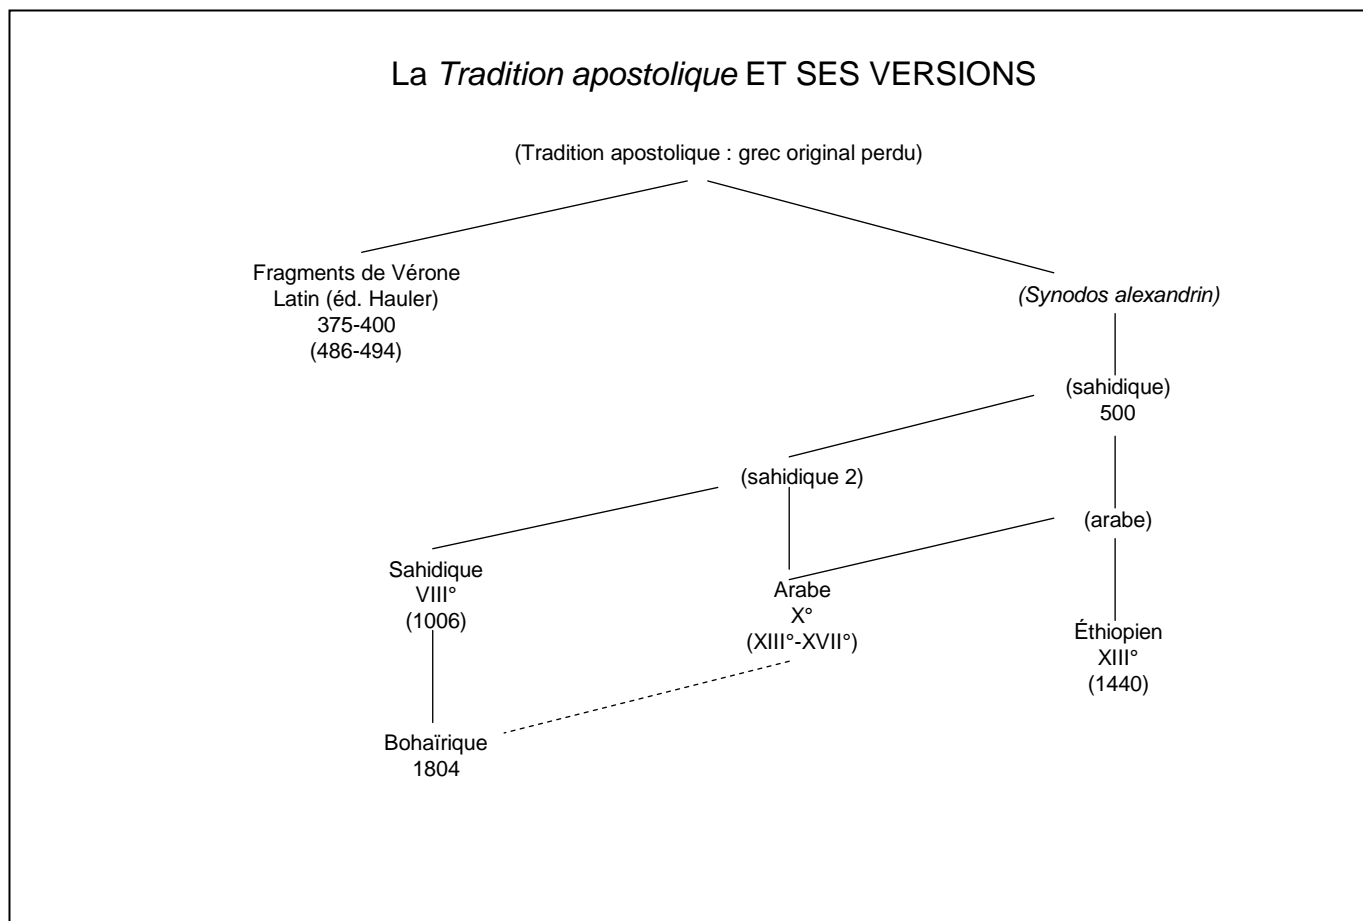 La Tradition apostolique ET SES VERSIONS
(Tradition apostolique : grec original perdu)
Fragments de Vérone
Latin (éd. Hauler)
375-400
(486-494)
(Synodos alexandrin)
(sahidique)
500
(sahidique 2)
(arabe)
Sahidique
VIII°
(1006)
Arabe
X°
(XIII°-XVII°)
Éthiopien
XIII°
(1440)
Bohaïrique
1804